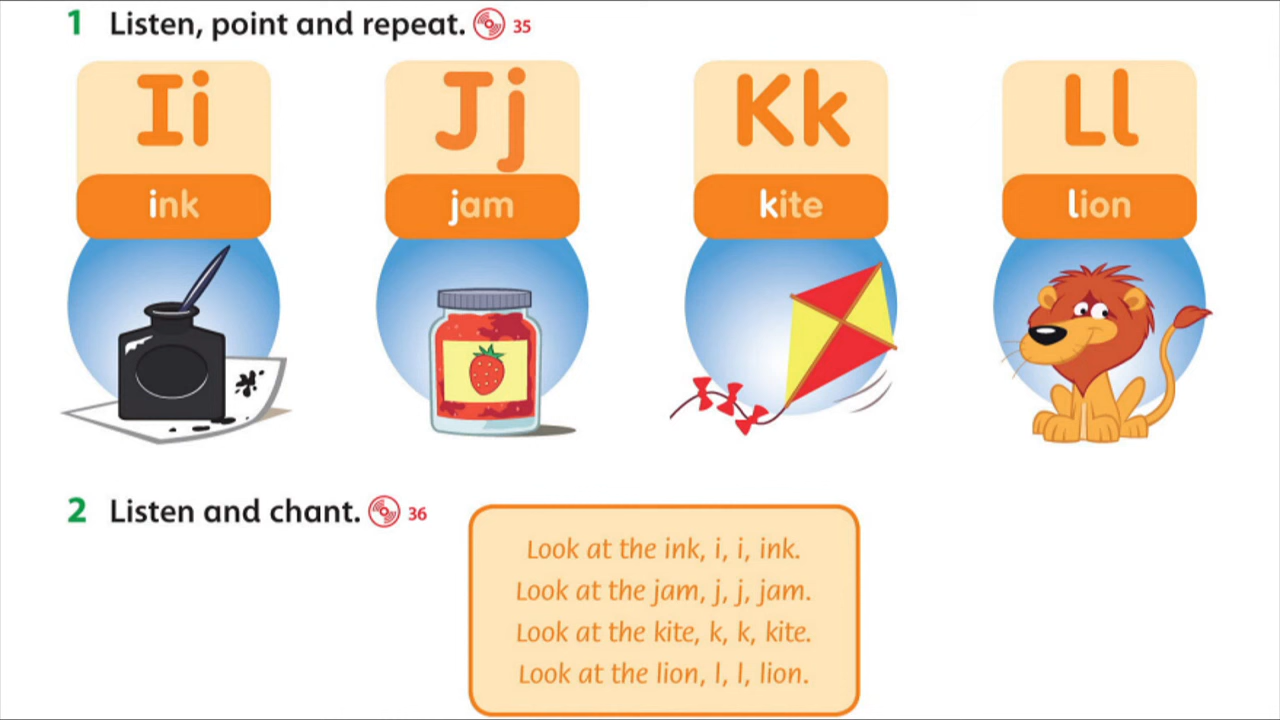 1 Listen, point and repeat. 35
Ii Jj Kk Ll
ink jam kite lion
2 Listen and chant. 36
Look at the ink, i, i, ink.
Look at the jam, j, j, jam.
Look at the kite, k, k, kite.
Look at the lion, l, l, lion.